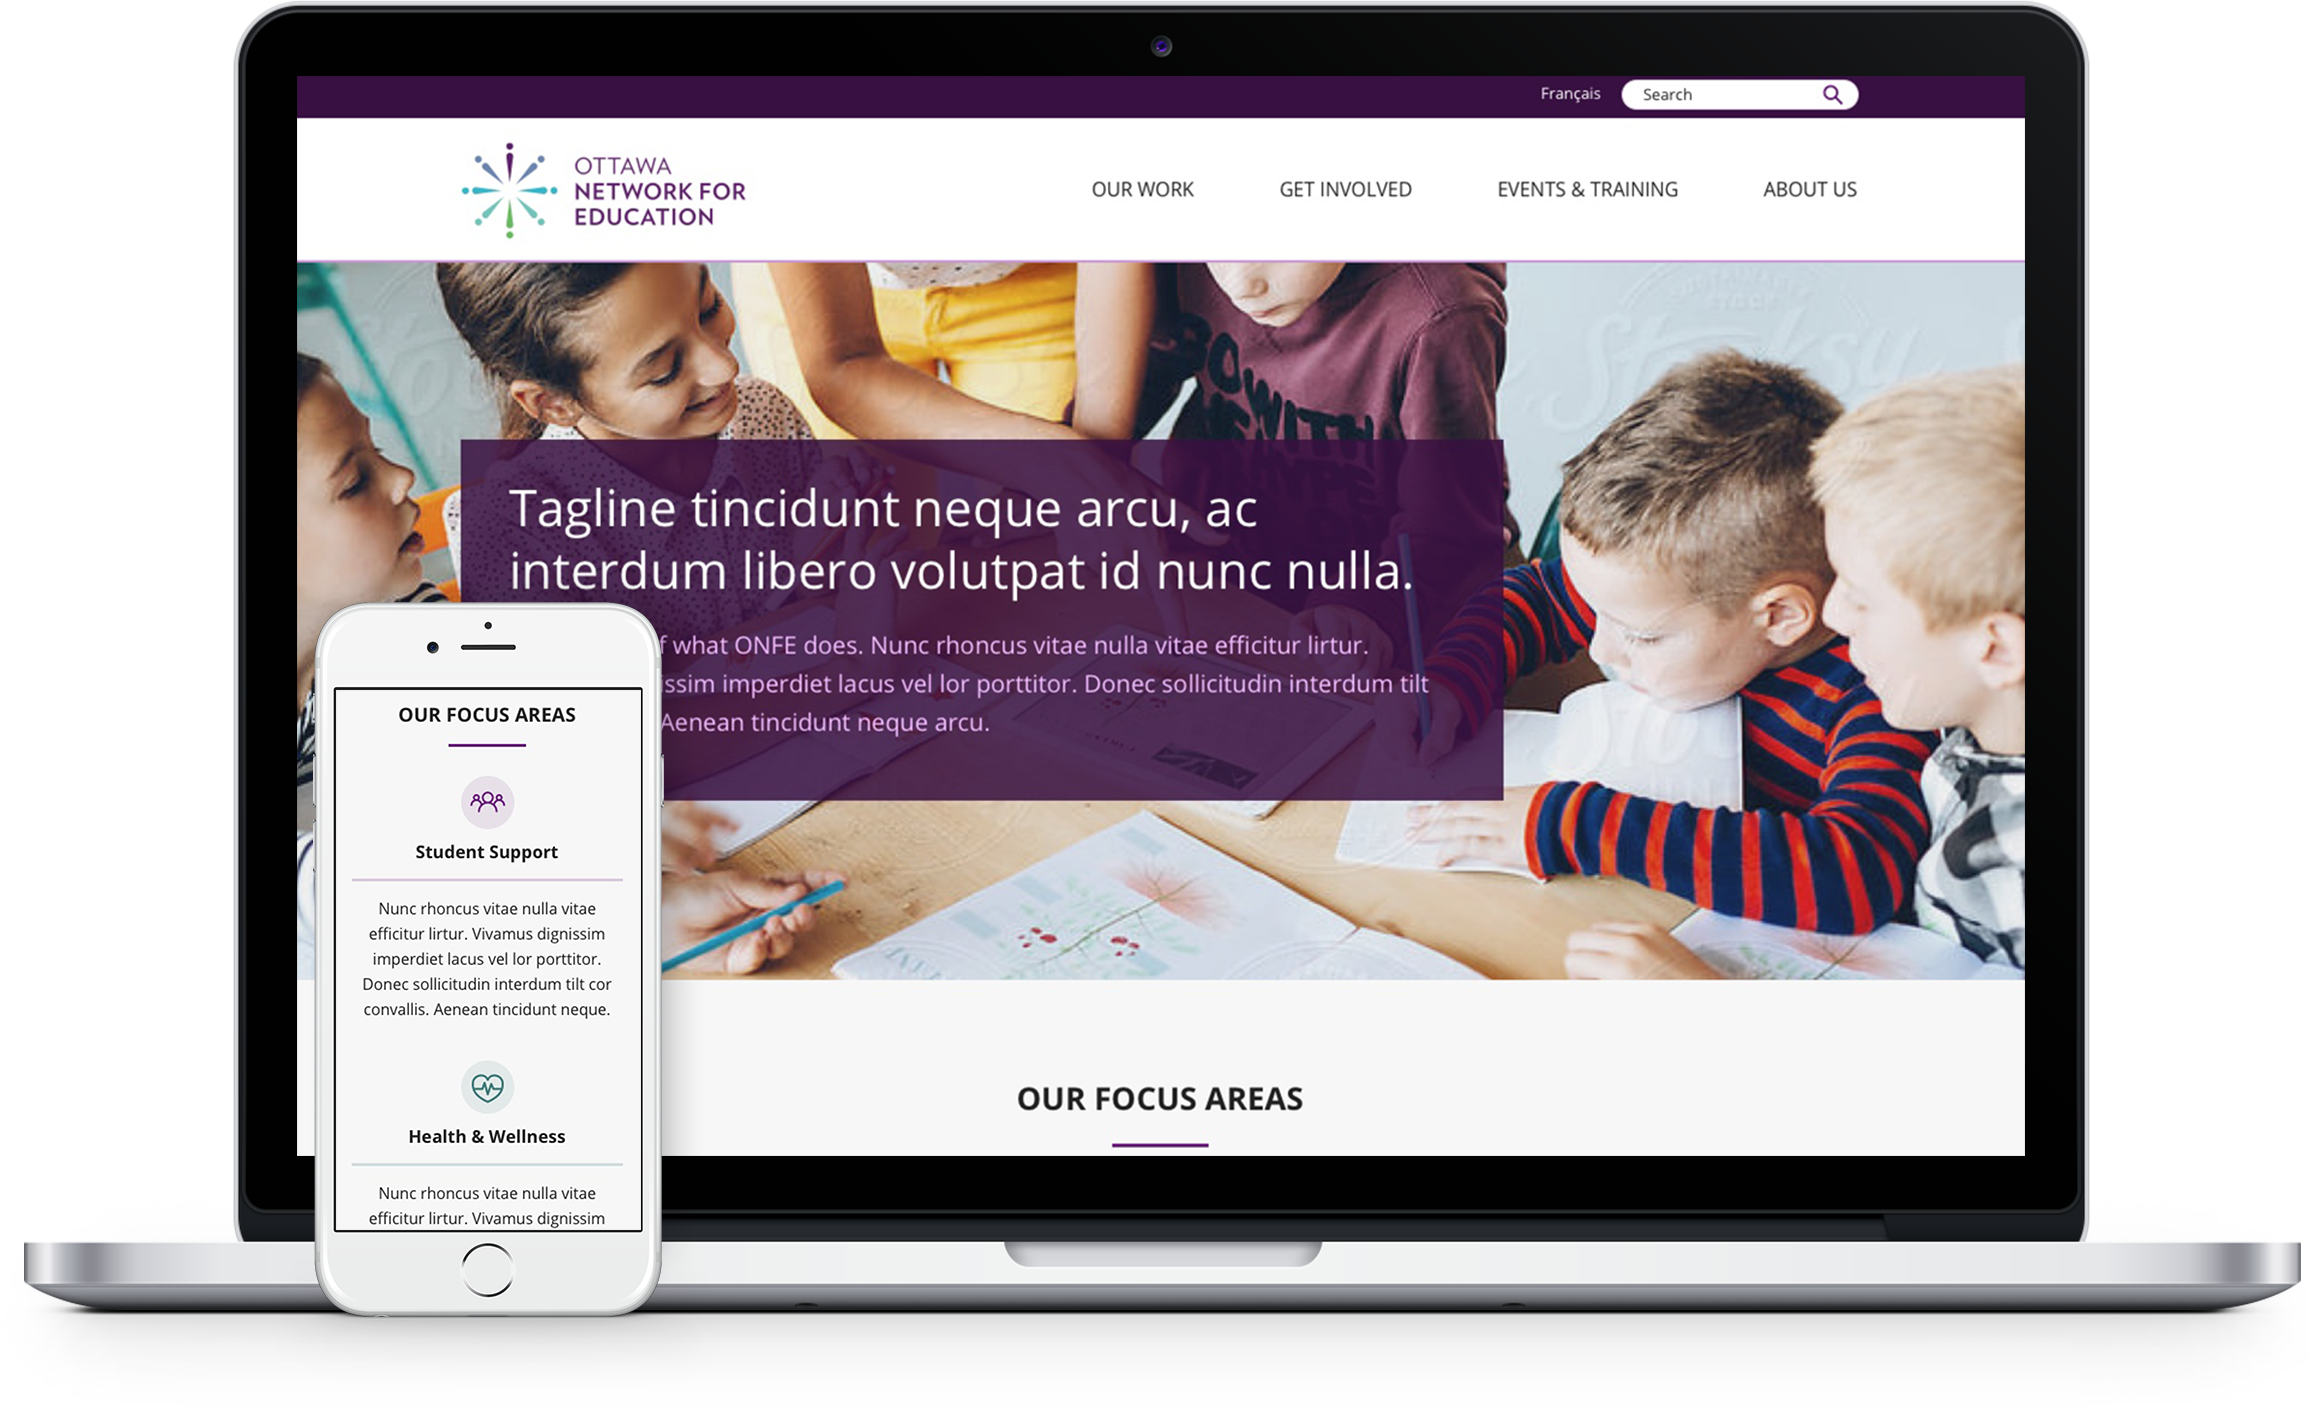 Français
Search
OTTAWA
NETWORK FOR
EDUCATION
OUR WORK
GET INVOLVED
EVENTS & TRAINING
ABOUT US
Stocksy
Tagline tincidunt neque arcu, ac
interdum libero volutpat id nunc nulla.
what ONFE does. Nunc rhoncus vitae nulla vitae efficitur lirtur.
issim imperdiet lacus vel lor porttitor. Donec sollicitudin interdum tilt
Aenean tincidunt neque arcu.
OUR FOCUS AREAS
OUR FOCUS AREAS
Student Support
Nunc rhoncus vitae nulla vitae
efficitur lirtur. Vivamus dignissim
imperdiet lacus vel lor porttitor.
Donec sollicitudin interdum tilt cor
convallis. Aenean tincidunt neque.
Health & Wellness
Nunc rhoncus vitae nulla vitae
efficitur lirtur. Vivamus dignissim